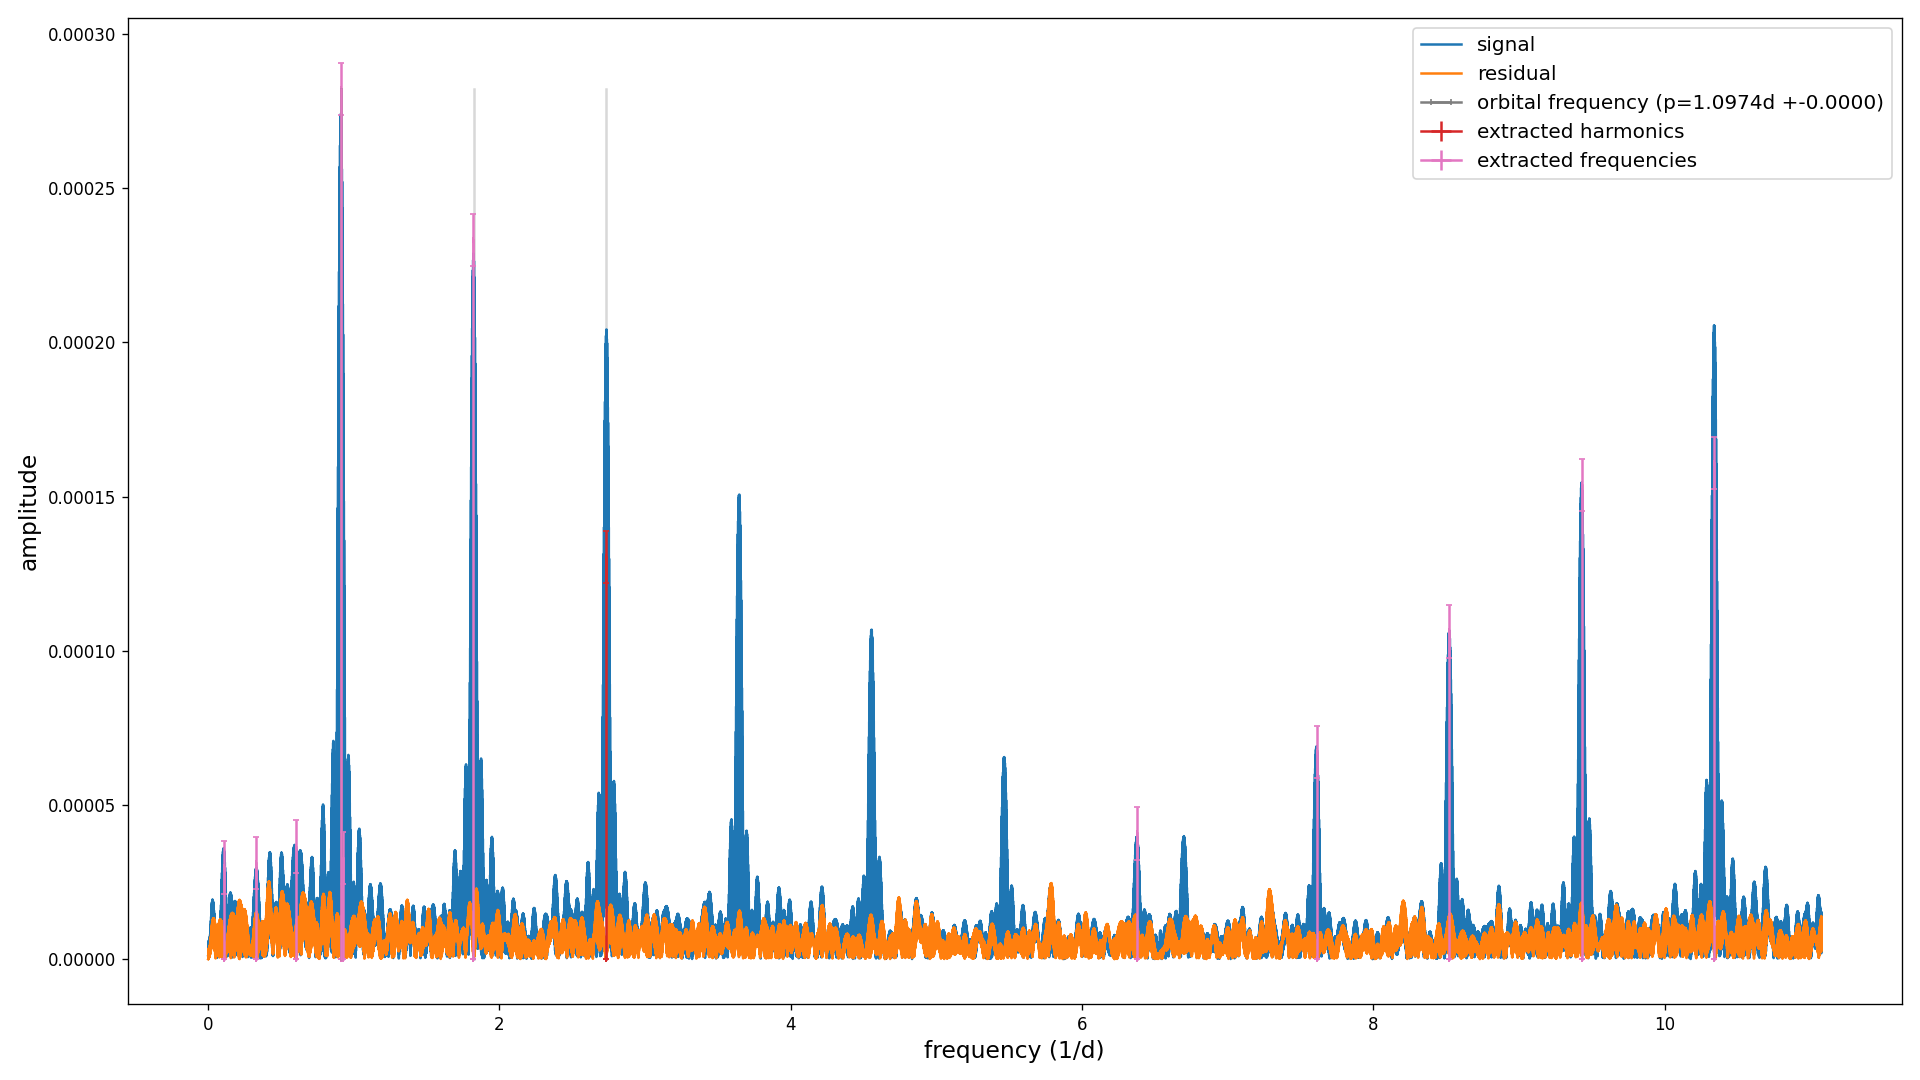 0.00030
0.00025
0.00020
0.00015
0.00010
0.00005
0.00000
amplitude
0
2
4
6
8
10
frequency (1/d)
signal
residual
orbital frequency (p=1.0974d +-0.0000)
extracted harmonics
extracted frequencies